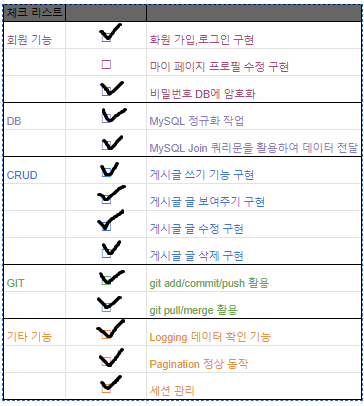 체크 리스트
회원 기능 화원 가입,로그인 구현
마이 페이지 프로필 수정 구현
비밀번호 DB에 암호화
DB MySQL 정규화 작업
MySQL Join 쿼리문을 활용하여 데이터 전달
CRUD 게시글 쓰기 기능 구현
게시글 글 보여주기 구현
게시글 글 수정 구현
게시글 글 삭제 구현
GIT git add/commit/push 활용
git pull/merge 활용
기타 기능 Logging 데이터 확인 기능
Pagination 정상 동작
세션 관리